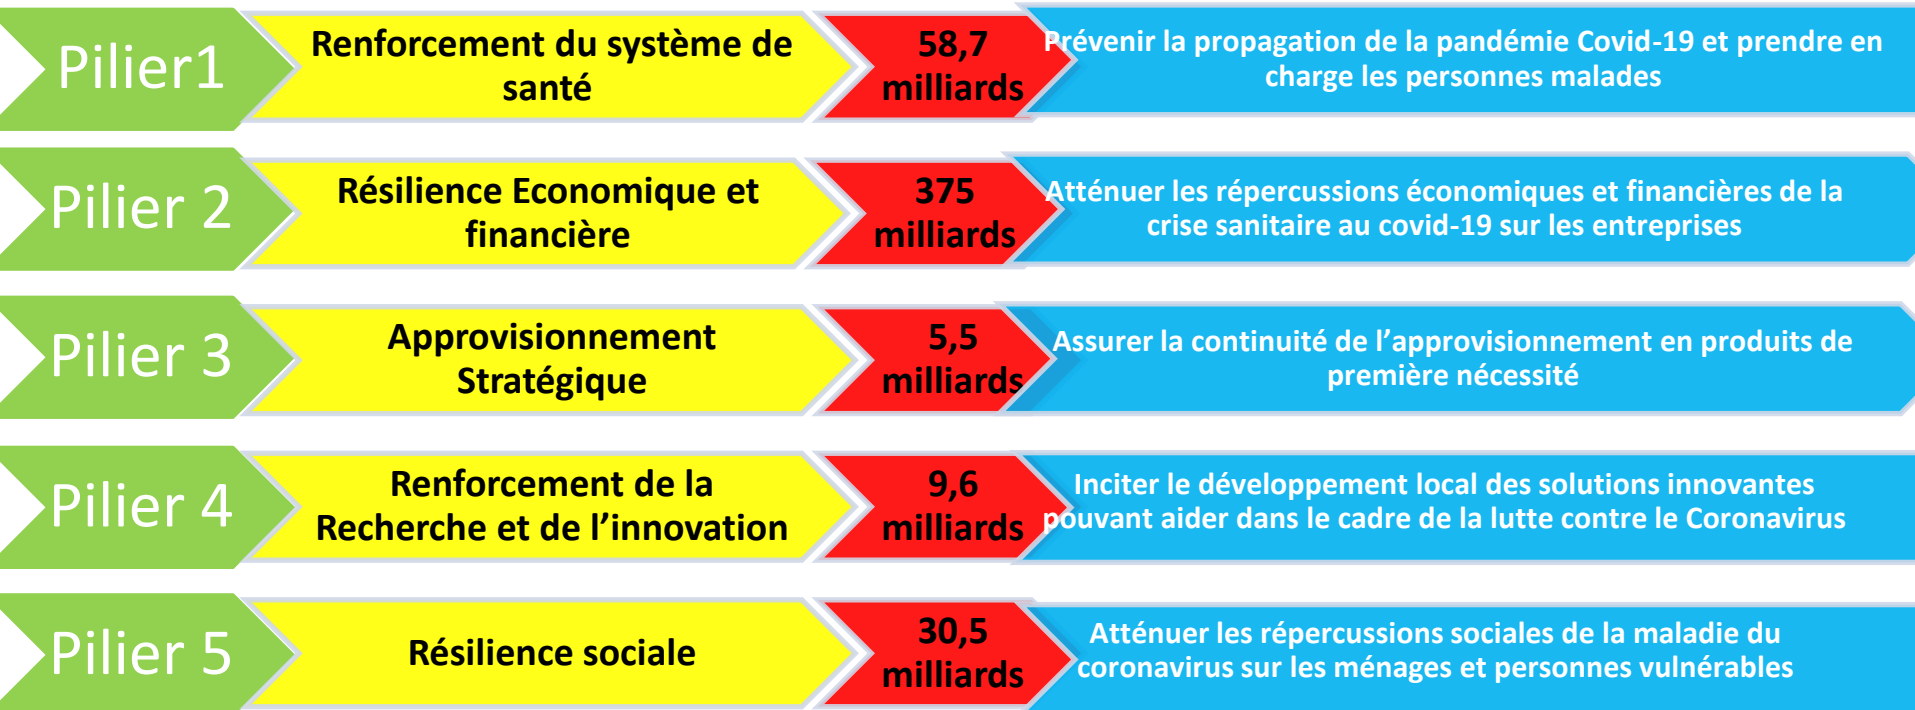 Pilier1
Renforcement du système de
santé
58,7
milliards
Prévenir la propagation de la pandémie Covid-19 et prendre en
charge les personnes malades
Pilier 2
Résilience Economique et
financière
375
milliards
Atténuer les répercussions économiques et financières de la
crise sanitaire au covid-19 sur les entreprises
Pilier 3
Approvisionnement
Stratégique
5,5
milliards
Assurer la continuité de l’approvisionnement en produits de
première nécessité
Pilier 4
Renforcement de la
Recherche et de l’innovation
9,6
milliards
Inciter le développement local des solutions innovantes
pouvant aider dans le cadre de la lutte contre le Coronavirus
Pilier 5
Résilience sociale
30,5
milliards
Atténuer les répercussions sociales de la maladie du
coronavirus sur les ménages et personnes vulnérables